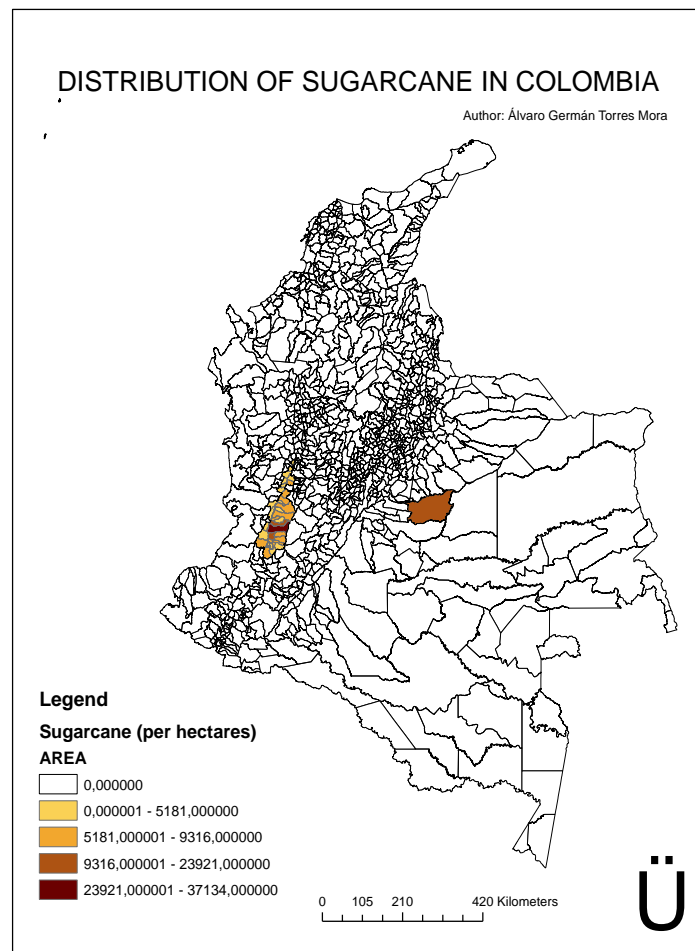 DISTRIBUTION OF SUGARCANE IN COLOMBIA
Author: Álvaro Germán Torres Mora
Legend
Sugarcane (per hectares)
AREA
0,000000
0,000001 - 5181,000000
5181,000001 - 9316,000000
9316,000001 - 23921,000000
23921,000001 - 37134,000000
0 105 210 420 Kilometers
Ü